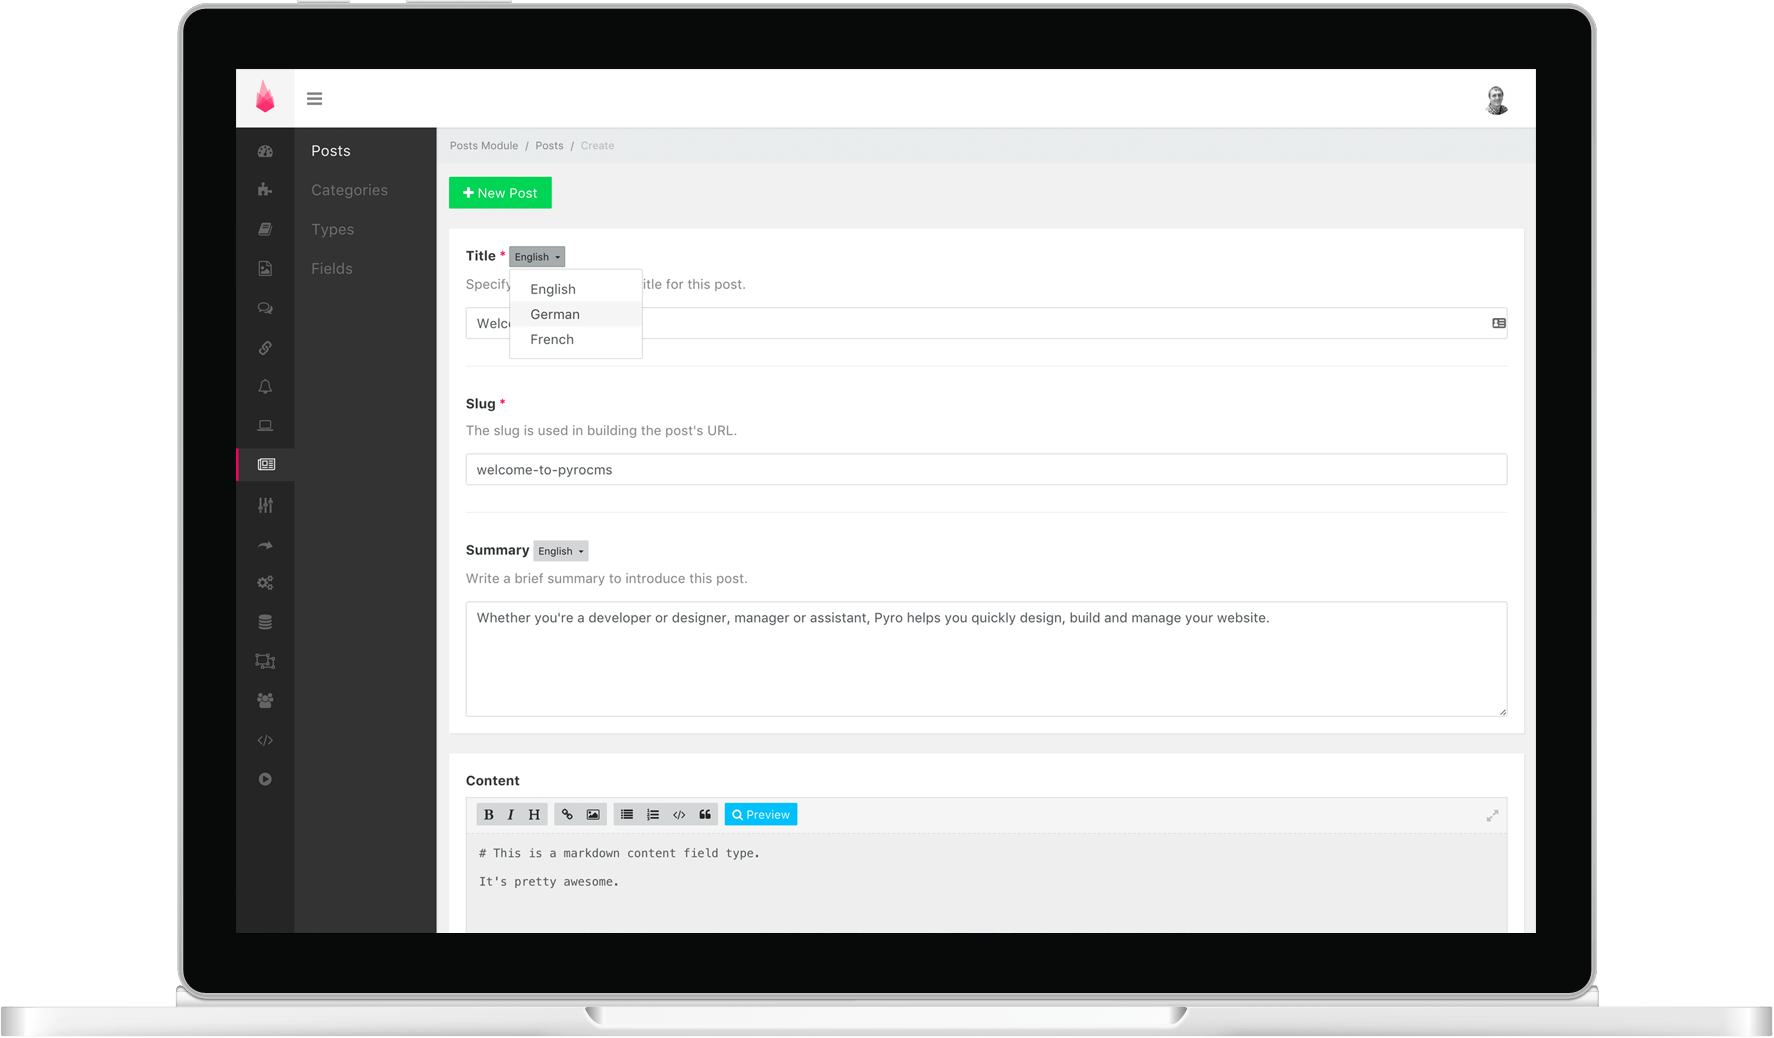 Posts
Categories
Types
Fields
Posts Module / Posts / Create
+ New Post
Title * English
English
German
French
Specify itle for this post.
Welc
Slug *
The slug is used in building the post's URL.
welcome-to-pyrocms
Summary English
Write a brief summary to introduce this post.
Whether you're a developer or designer, manager or assistant, Pyro helps you quickly design, build and manage your website.
Content
B I H </> Preview
# This is a markdown content field type.
It's pretty awesome.